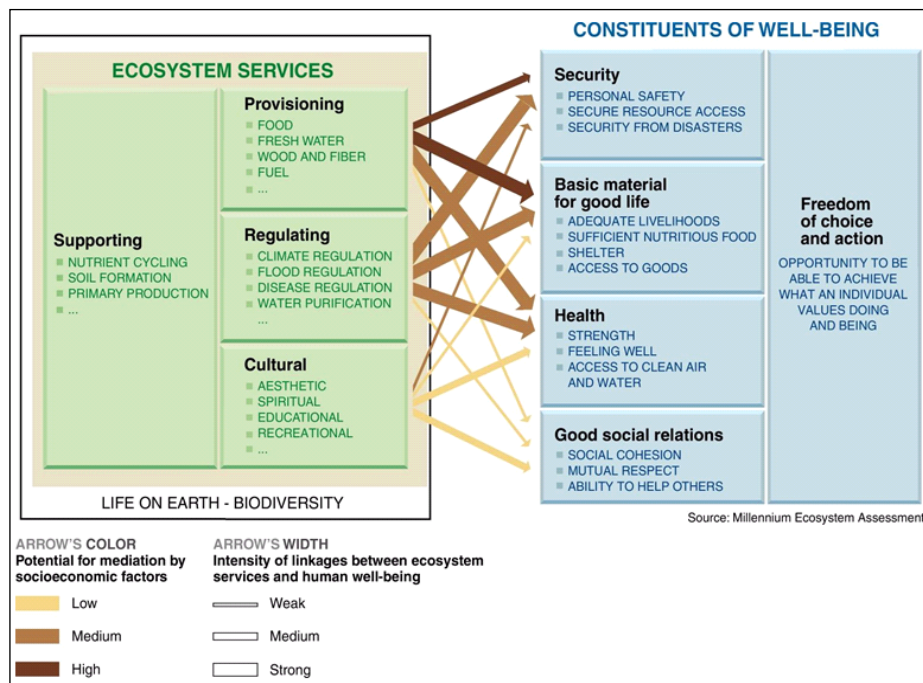 CONSTITUENTS OF WELL-BEING
ECOSYSTEM SERVICES
Supporting
NUTRIENT CYCLING
SOIL FORMATION
PRIMARY PRODUCTION
...
Provisioning
FOOD
FRESH WATER
WOOD AND FIBER
FUEL
...
Regulating
CLIMATE REGULATION
FLOOD REGULATION
DISEASE REGULATION
WATER PURIFICATION
...
Cultural
AESTHETIC
SPIRITUAL
EDUCATIONAL
RECREATIONAL
...
LIFE ON EARTH - BIODIVERSITY
Security
PERSONAL SAFETY
SECURE RESOURCE ACCESS
SECURITY FROM DISASTERS
Basic material
for good life
ADEQUATE LIVELIHOODS
SUFFICIENT NUTRITIOUS FOOD
SHELTER
ACCESS TO GOODS
Health
STRENGTH
FEELING WELL
ACCESS TO CLEAN AIR
AND WATER
Good social relations
SOCIAL COHESION
MUTUAL RESPECT
ABILITY TO HELP OTHERS
Freedom
of choice
and action
OPPORTUNITY TO BE
ABLE TO ACHIEVE
WHAT AN INDIVIDUAL
VALUES DOING
AND BEING
Source: Millennium Ecosystem Assessment
ARROW'S COLOR
Potential for mediation by
socioeconomic factors
Low
Medium
High
ARROW'S WIDTH
Intensity of linkages between ecosystem
services and human well-being
Weak
Medium
Strong